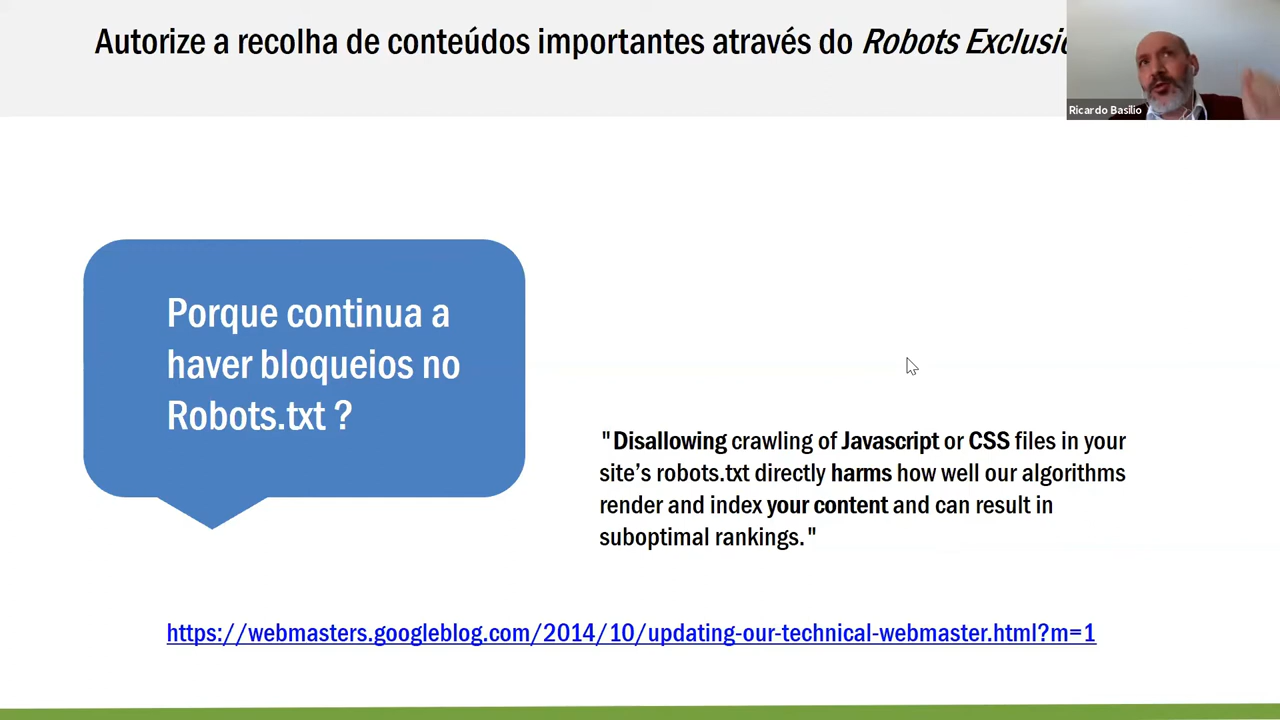 Autorize a recolha de conteúdos importantes através do Robots
Ricardo Basílio
Porque continua a
haver bloqueios no
Robots.txt ?
"Disallowing crawling of Javascript or CSS files in your
site's robots.txt directly harms how well our algorithms
render and index your content and can result in
suboptimal rankings."
https://webmasters.googleblog.com/2014/10/updating-our-technical-webmaster.html?m=1